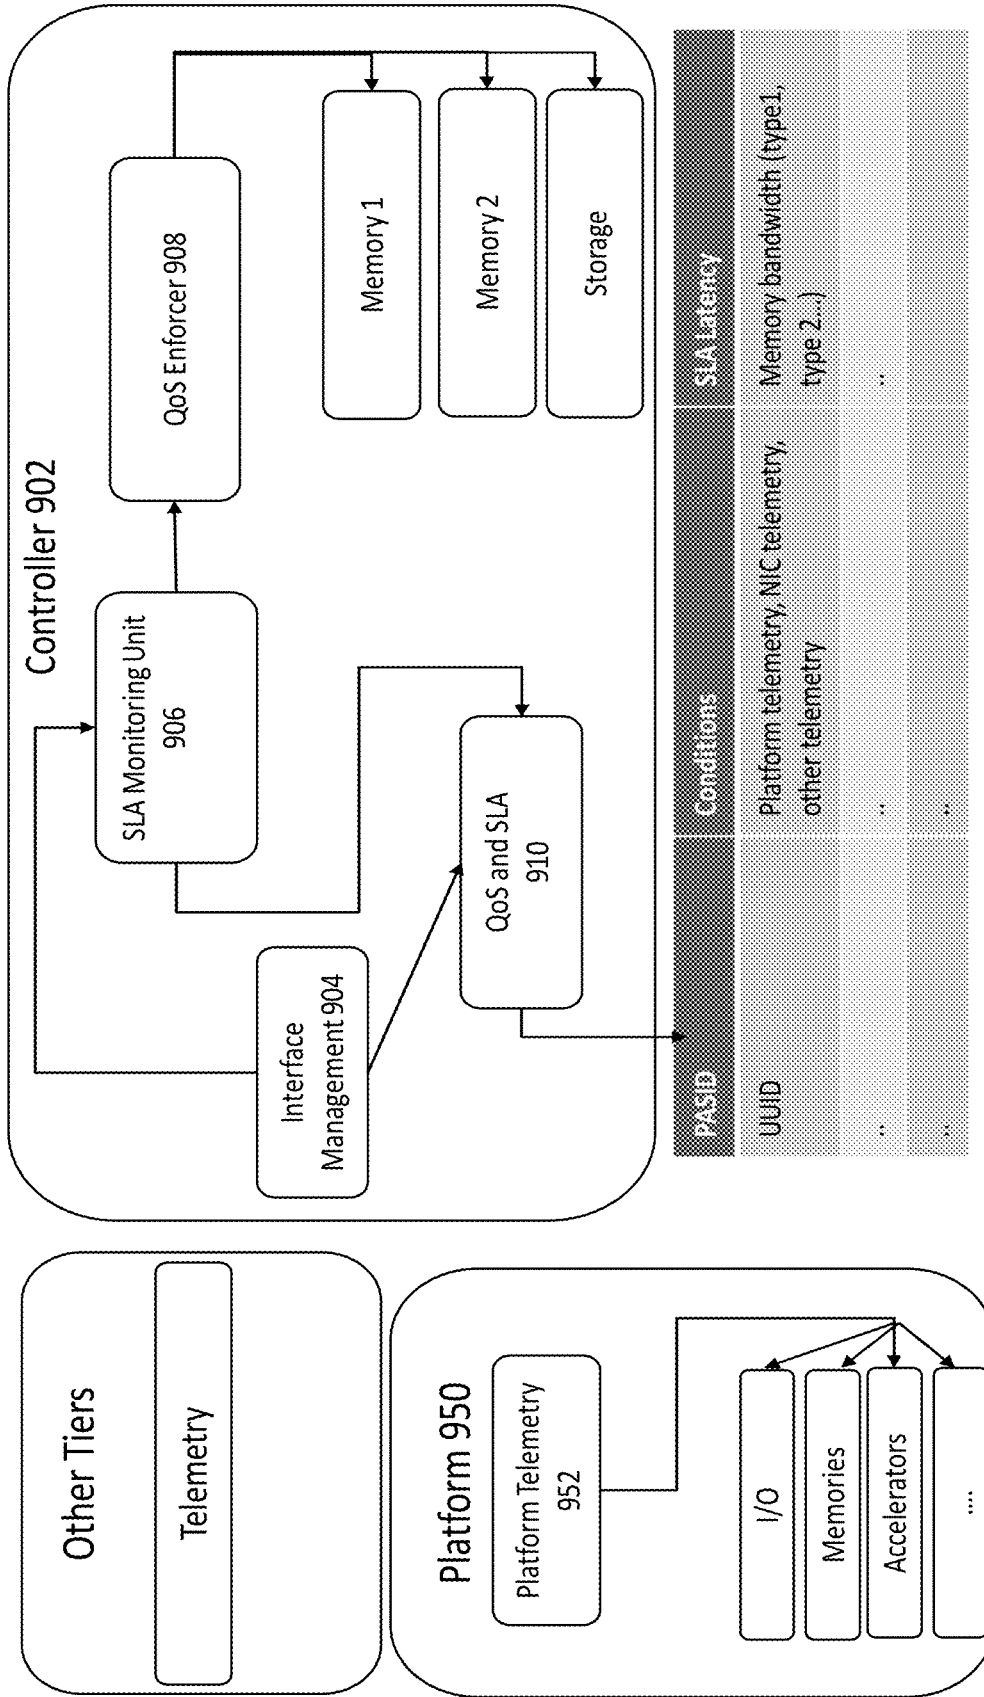 Other Tiers
Telemetry
Platform 950
Platform Telemetry
952
I/O
Memories
Accelerators
....
Controller 902
Interface
Management 904
SLA Monitoring Unit
906
QoS Enforcer 908
QoS and SLA
910
Memory 1
Memory 2
Storage
PASID
Conditions
SLA Latency
UUID
Platform telemetry, NIC telemetry,
other telemetry
Memory bandwidth (type1,
type 2...)
..
..
..
..
..